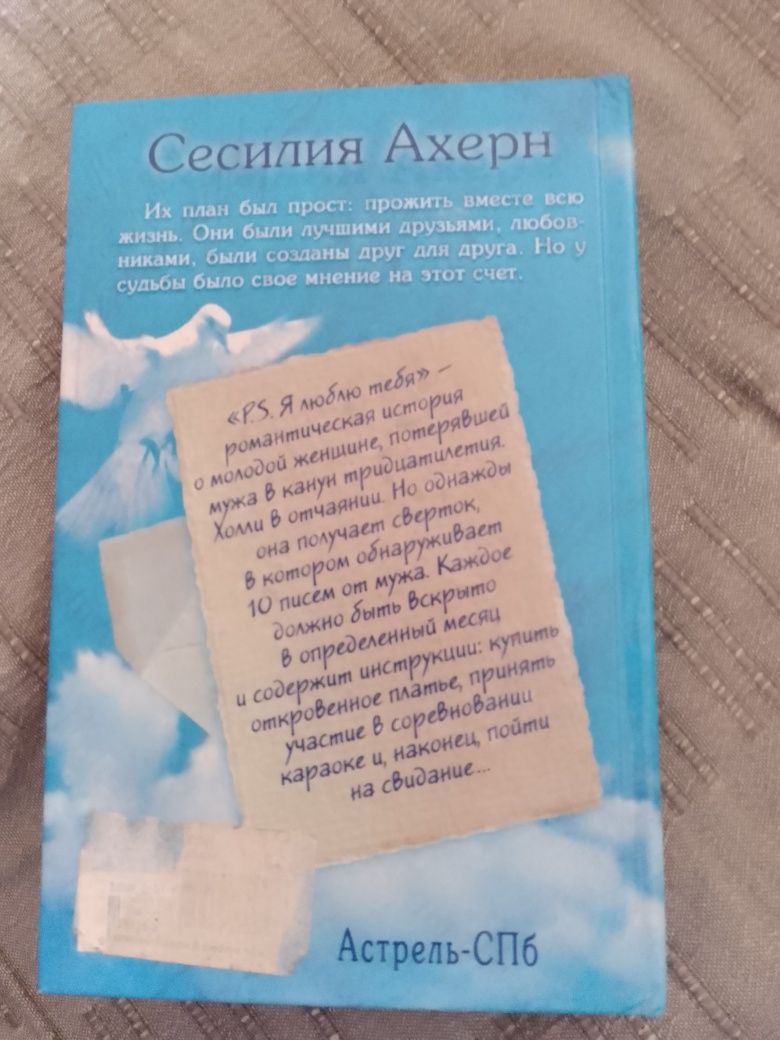 Сесилия Ахерн
Их план был прост: прожить вместе всю
жизнь. Они были лучшими друзьями, любов-
никами, были созданы друг для друга. Но у
судьбы было свое мнение на этот счет.
«P.S. Я люблю тебя» –
романтическая история
о молодой женщине, потерявшей
мужа в канун тридцатилетия.
Холли в отчаянии. Но однажды
она получает сверток,
в котором обнаруживает
10 писем от мужа. Каждое
должно быть вскрыто
в определенный месяц
и содержит инструкции: купить
откровенное платье, принять
участие в соревновании
караоке и, наконец, пойти
на свидание...
Астрель-СПб